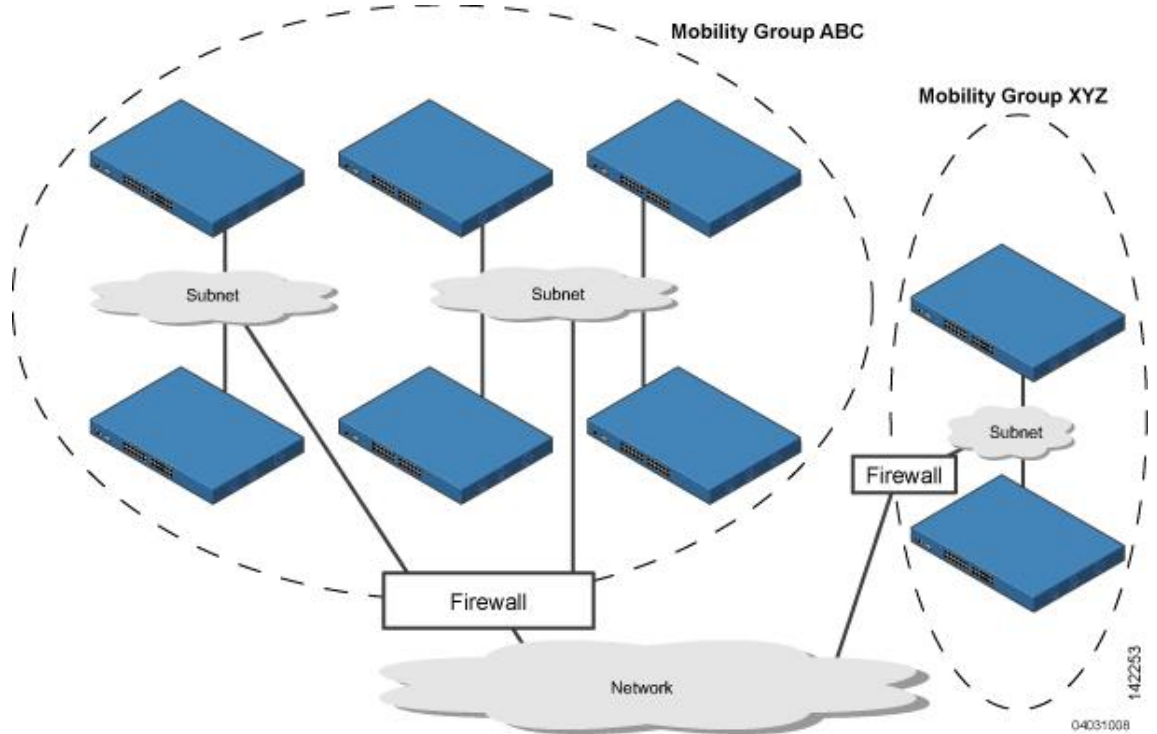 Mobility Group ABC
Mobility Group XYZ
Subnet
Subnet
Subnet
Firewall
Firewall
Network
142253
04031008